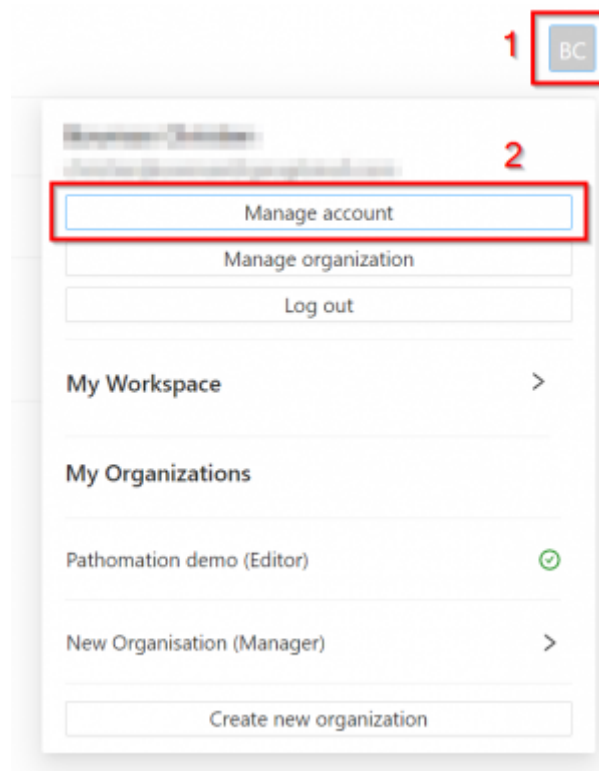 1
BC
2
Manage account
Manage organization
Log out
My Workspace
My Organizations
Pathomation demo (Editor)
New Organisation (Manager)
Create new organization